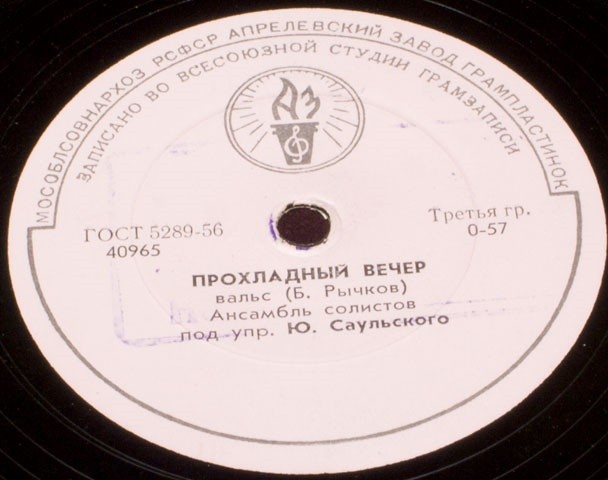 МОСОБЛСОВНАРХОЗ РСФСР АПРЕЛЕВСКИЙ ЗАВОД ГРАМПЛАСТИНОК
ЗАПИСАНО ВО ВСЕСОЮЗНОЙ СТУДИИ ГРАМЗАПИСИ
АЗ
ГОСТ 5289-56
40965
Третья гр.
0-57
ПРОХЛАДНЫЙ ВЕЧЕР
вальс (Б. Рычков)
Ансамбль солистов
под упр. Ю. Саульского